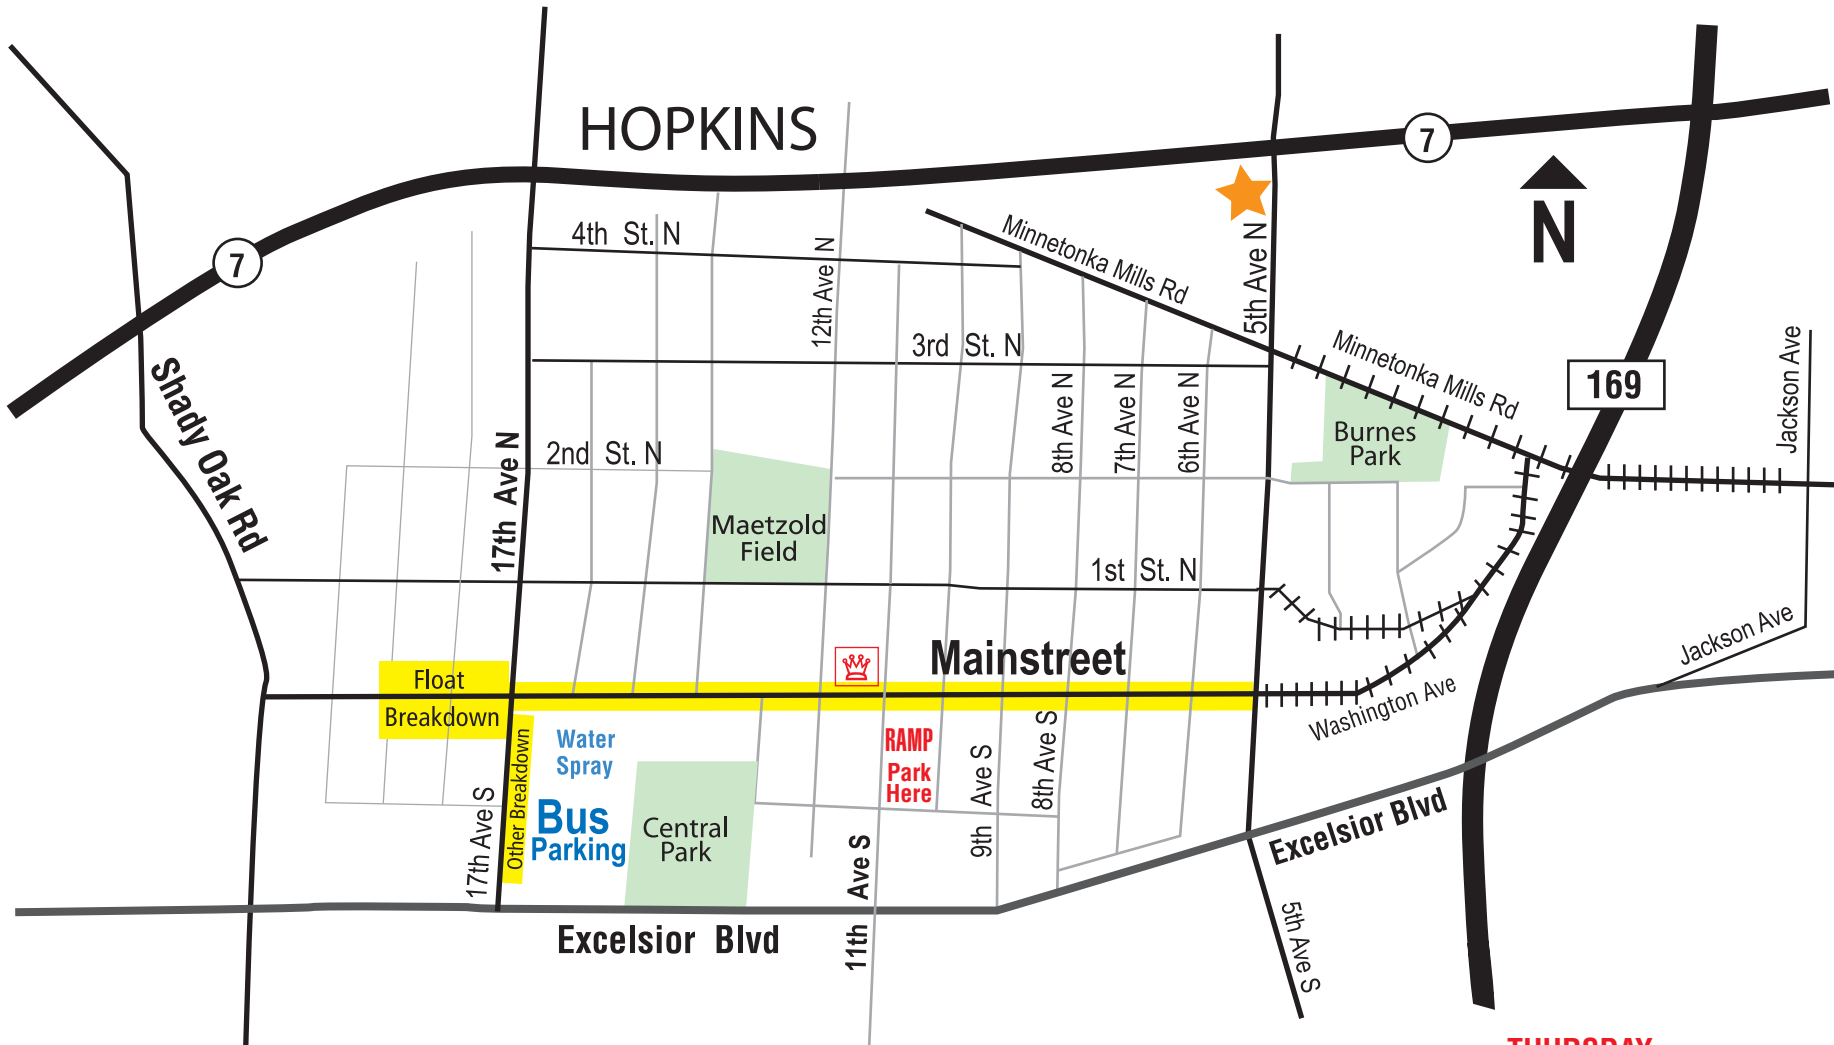 HOPKINS
7
7
N
4th St. N
Minnetonka Mills Rd
12th Ave N
5th Ave N
3rd St. N
Minnetonka Mills Rd
Jackson Ave
169
Shady Oak Rd
8th Ave N
7th Ave N
6th Ave N
Burnes
Park
17th Ave N
2nd St. N
Maetzold
Field
1st St. N
Mainstreet
Jackson Ave
Float
Breakdown
Washington Ave
Other Breakdown
Water
Spray
RAMP
Park
Here
9th Ave S
8th Ave S
17th Ave S
Bus
Parking
Central
Park
11th Ave S
Excelsior Blvd
Excelsior Blvd
5th Ave S
THURSDAY